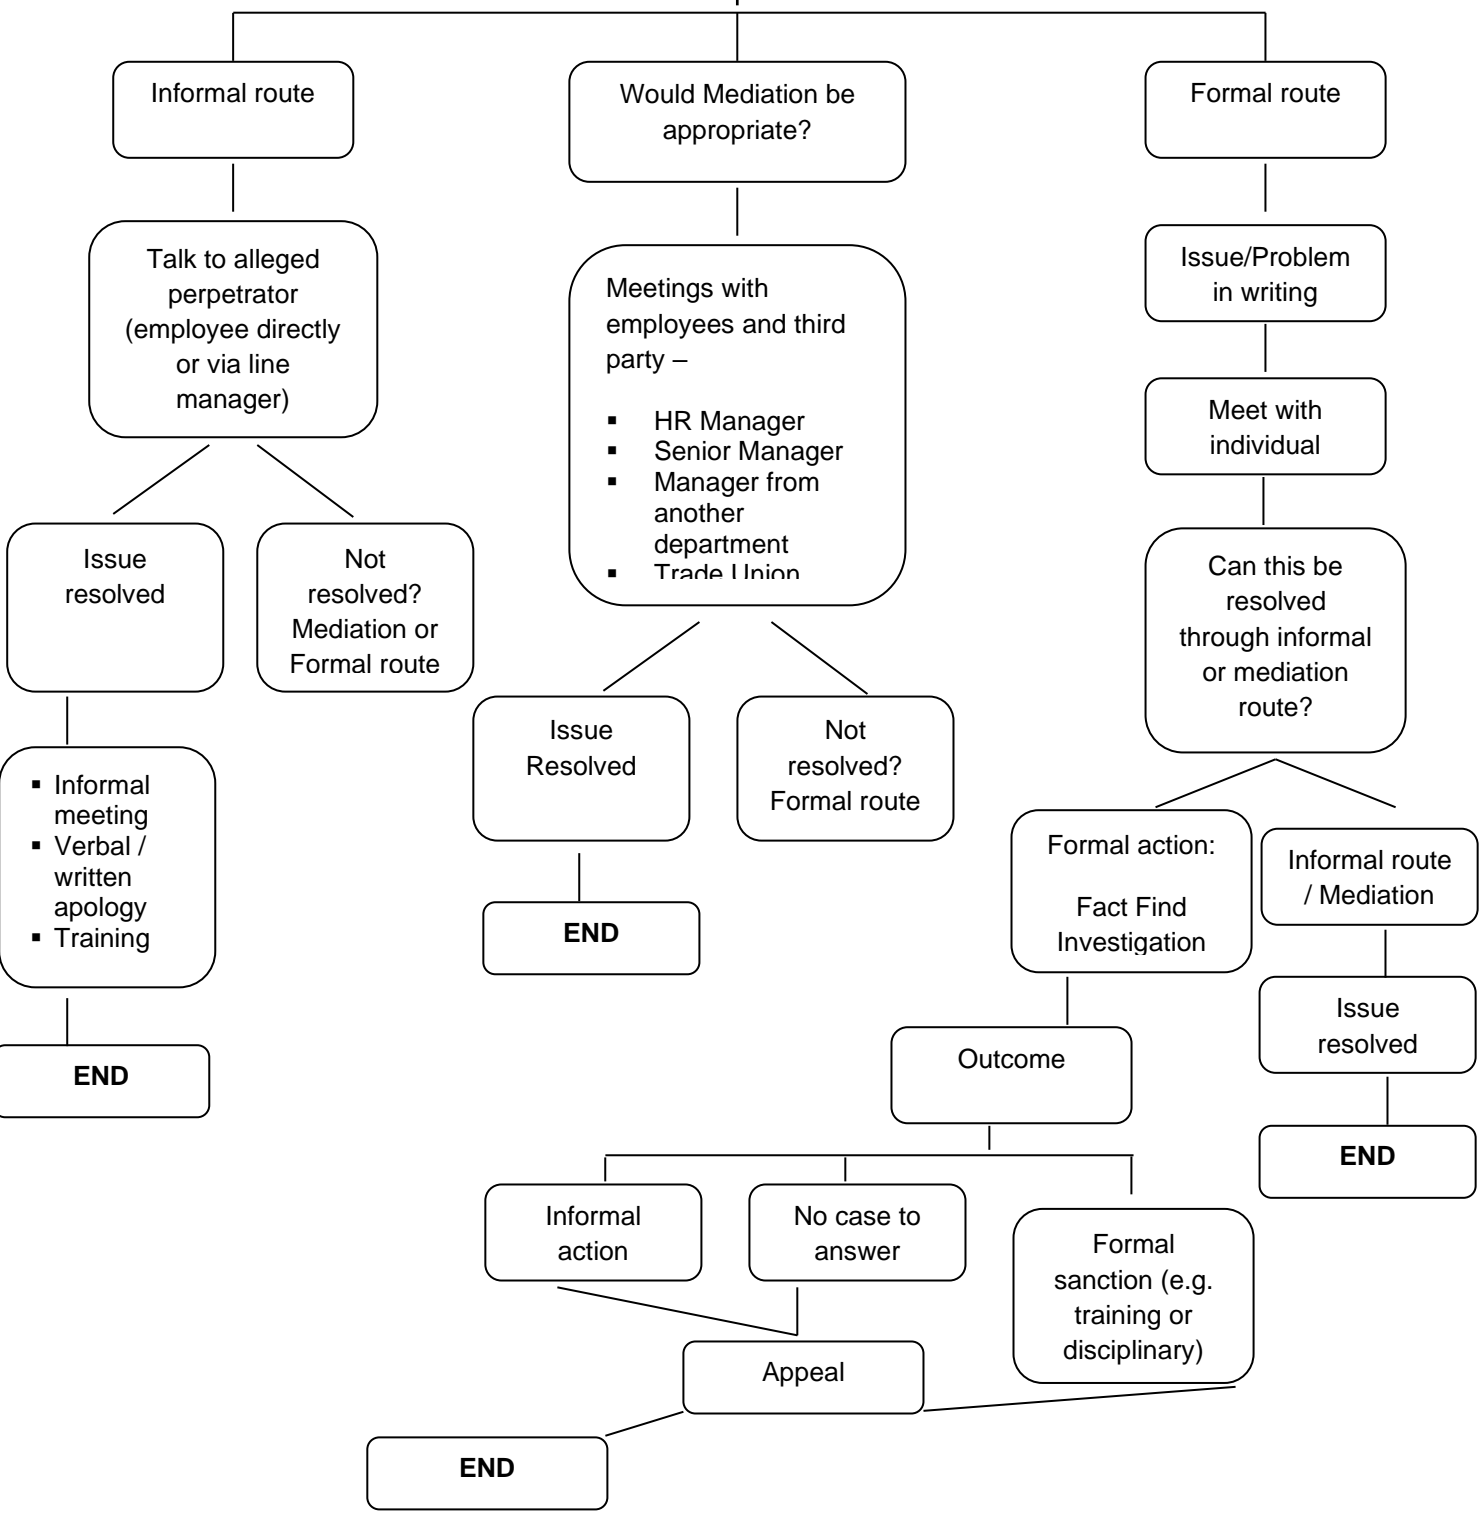 Informal route
Would Mediation be
appropriate?
Formal route
Talk to alleged
perpetrator
(employee directly
or via line
manager)
Meetings with
employees and third
party –
▪ HR Manager
▪ Senior Manager
▪ Manager from
another
department
▪ Trade Union
Issue/Problem
in writing
Meet with
individual
Issue
resolved
Not
resolved?
Mediation or
Formal route
Can this be
resolved
through informal
or mediation
route?
Issue
Resolved
Not
resolved?
Formal route
▪ Informal
meeting
▪ Verbal /
written
apology
▪ Training
Formal action:
Fact Find
Investigation
Informal route
/ Mediation
END
Issue
resolved
END
Outcome
END
Informal
action
No case to
answer
Formal
sanction (e.g.
training or
disciplinary)
Appeal
END